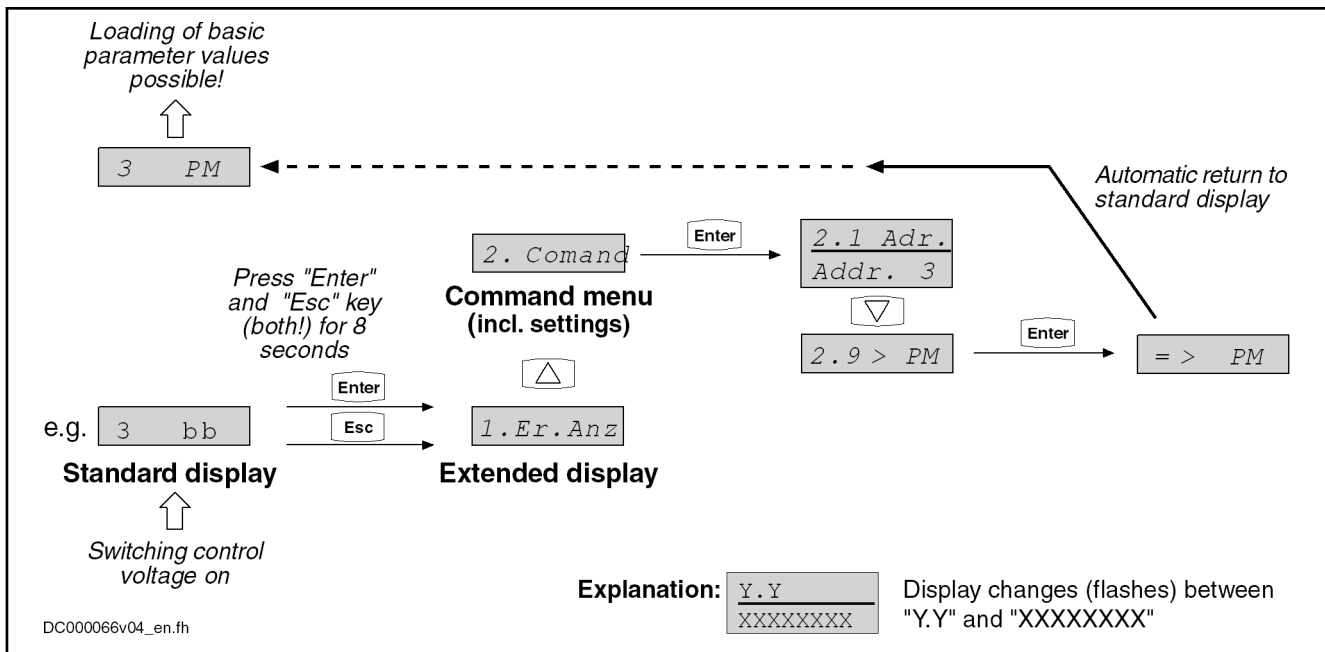 Loading of basic
parameter values
possible!
3 PM
Automatic return to
standard display
2. Comand
Enter
2.1 Adr.
Addr. 3
Command menu
(incl. settings)
Press "Enter"
and "Esc" key
(both!) for 8
seconds
2.9 > PM
Enter
= > PM
Enter
Esc
e.g.
3 bb
1.Er.Anz
Standard display
Extended display
Switching control
voltage on
Explanation:
Y.Y
XXXXXXXX
Display changes (flashes) between
"Y.Y" and "XXXXXXXX"
DC000066v04_en.fh